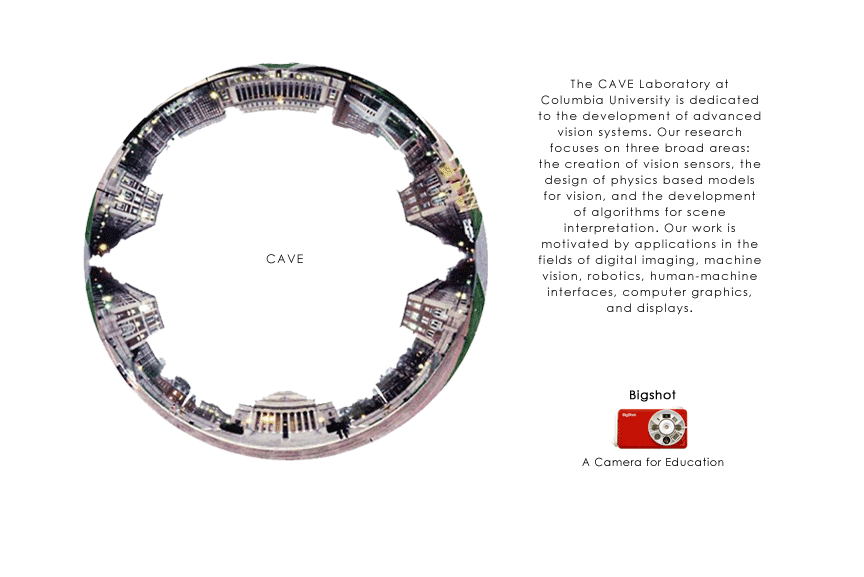 CAVE
The CAVE Laboratory at
Columbia University is dedicated
to the development of advanced
vision systems. Our research
focuses on three broad areas:
the creation of vision sensors, the
design of physics based models
for vision, and the development
of algorithms for scene
interpretation. Our work is
motivated by applications in the
fields of digital imaging, machine
vision, robotics, human-machine
interfaces, computer graphics,
and displays.
Bigshot
BigShot
A Camera for Education